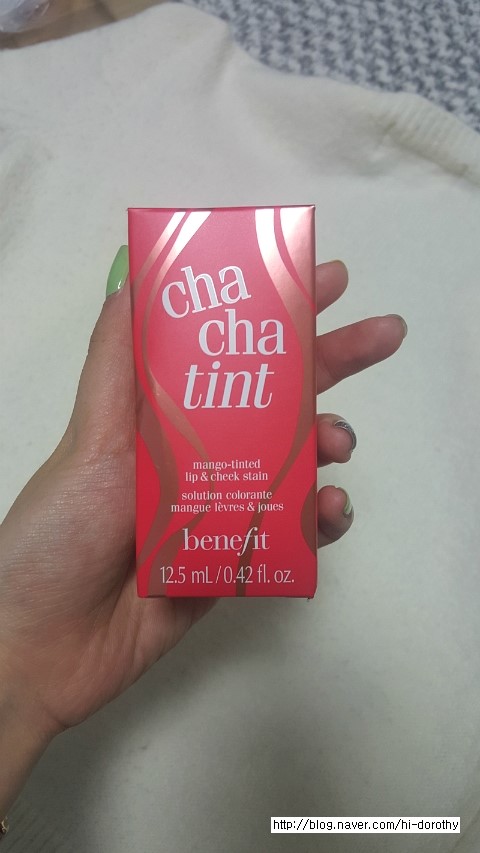 cha
cha
tint
mango-tinted
lip & cheek stain
solution colorante
mangue lèvres & joues
benefit
12.5 mL/0.42 fl. oz.
http://blog.naver.com/hi-dorothy